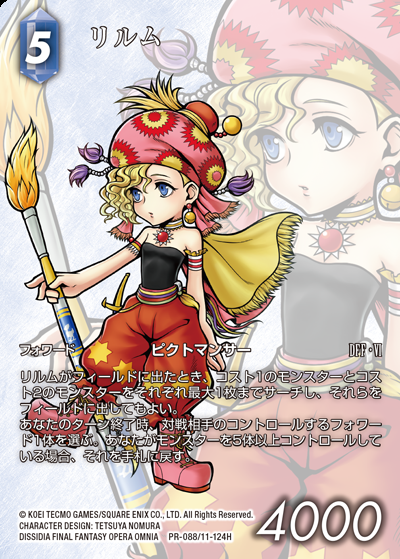 5
リルム
フォワード
ピクトマンサー
DFF・VI
リルムがフィールドに出たとき、コスト1のモンスターとコス
ト2のモンスターをそれぞれ最大1枚までサーチし、それらを
フィールドに出してもよい。
あなたのターン終了時、対戦相手のコントロールするフォワー
ド1体を選ぶ。あなたがモンスターを5体以上コントロールして
いる場合、それを手札に戻す。
© KOEI TECMO GAMES/SQUARE ENIX CO., LTD. All Rights Reserved.
CHARACTER DESIGN: TETSUYA NOMURA
DISSIDIA FINAL FANTASY OPERA OMNIA PR-088/11-124H
4000